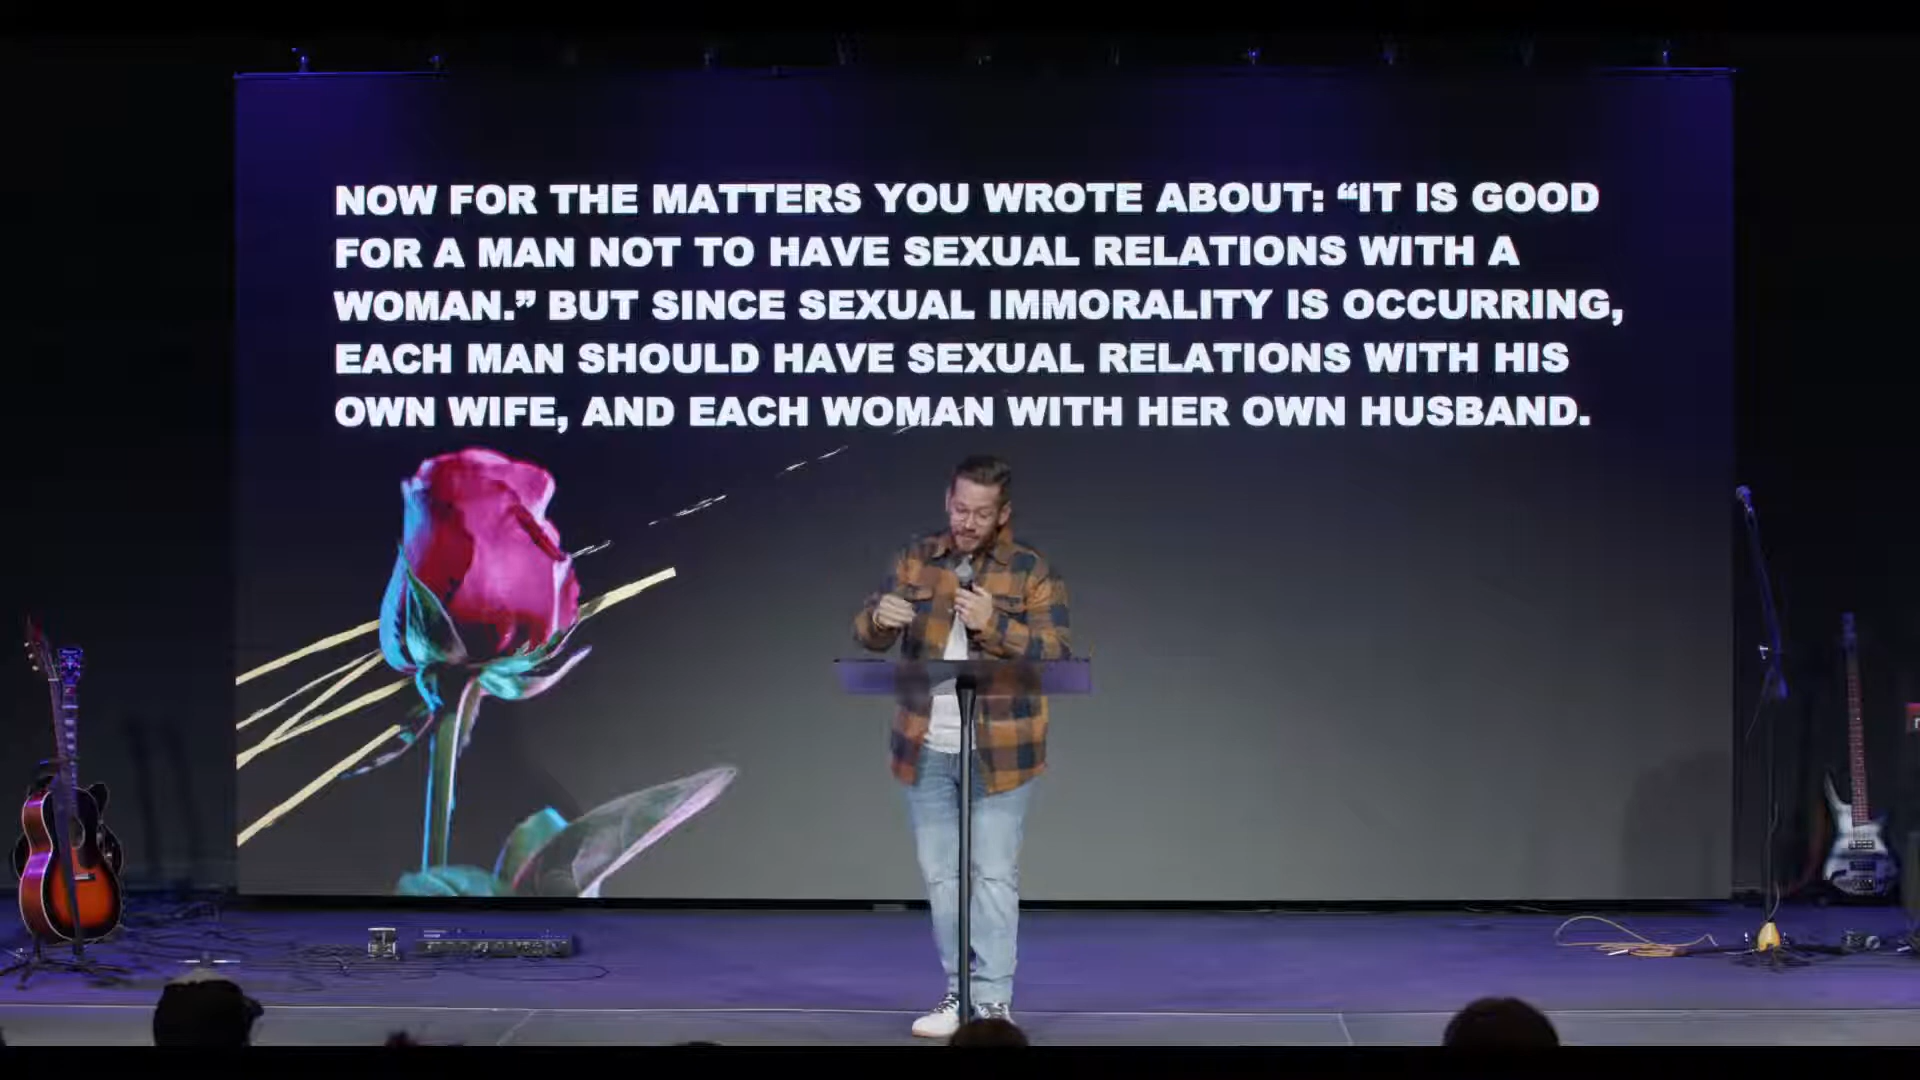 NOW FOR THE MATTERS YOU WROTE ABOUT: “IT IS GOOD
FOR A MAN NOT TO HAVE SEXUAL RELATIONS WITH A
WOMAN.” BUT SINCE SEXUAL IMMORALITY IS OCCURRING,
EACH MAN SHOULD HAVE SEXUAL RELATIONS WITH HIS
OWN WIFE, AND EACH WOMAN WITH HER OWN HUSBAND.